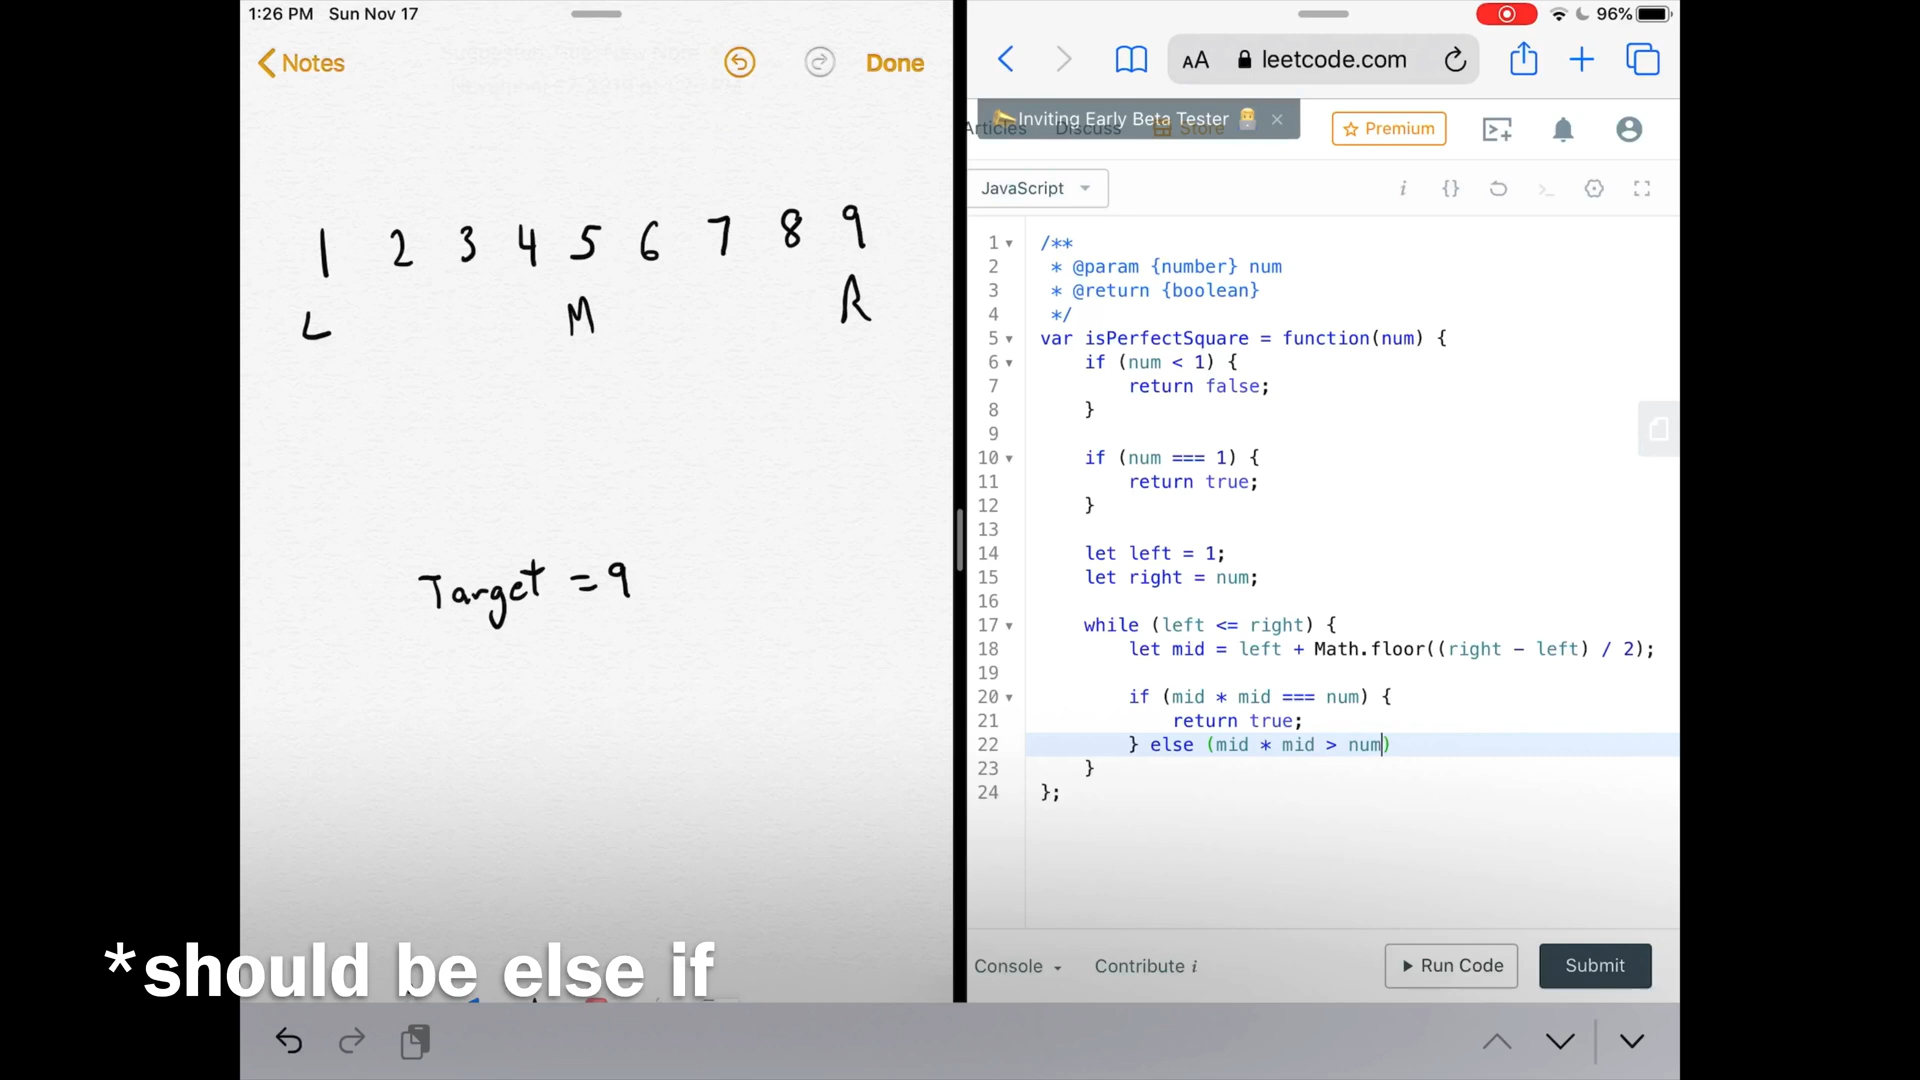 1:26 PM Sun Nov 17
96%
Notes
Done
AA leetcode.com
Inviting Early Beta Tester
Articles Discuss Store
Premium
JavaScript
i {}
1 2 3 4 5 6 7 8 9
L M R
Target = 9
1 /**
2 * @param {number} num
3 * @return {boolean}
4 */
5 var isPerfectSquare = function(num) {
6 if (num < 1) {
7 return false;
8 }
9
10 if (num === 1) {
11 return true;
12 }
13
14 let left = 1;
15 let right = num;
16
17 while (left <= right) {
18 let mid = left + Math.floor((right - left) / 2);
19
20 if (mid * mid === num) {
21 return true;
22 } else (mid * mid > num)
23 }
24 };
Console Contribute i
Run Code
Submit
*should be else if